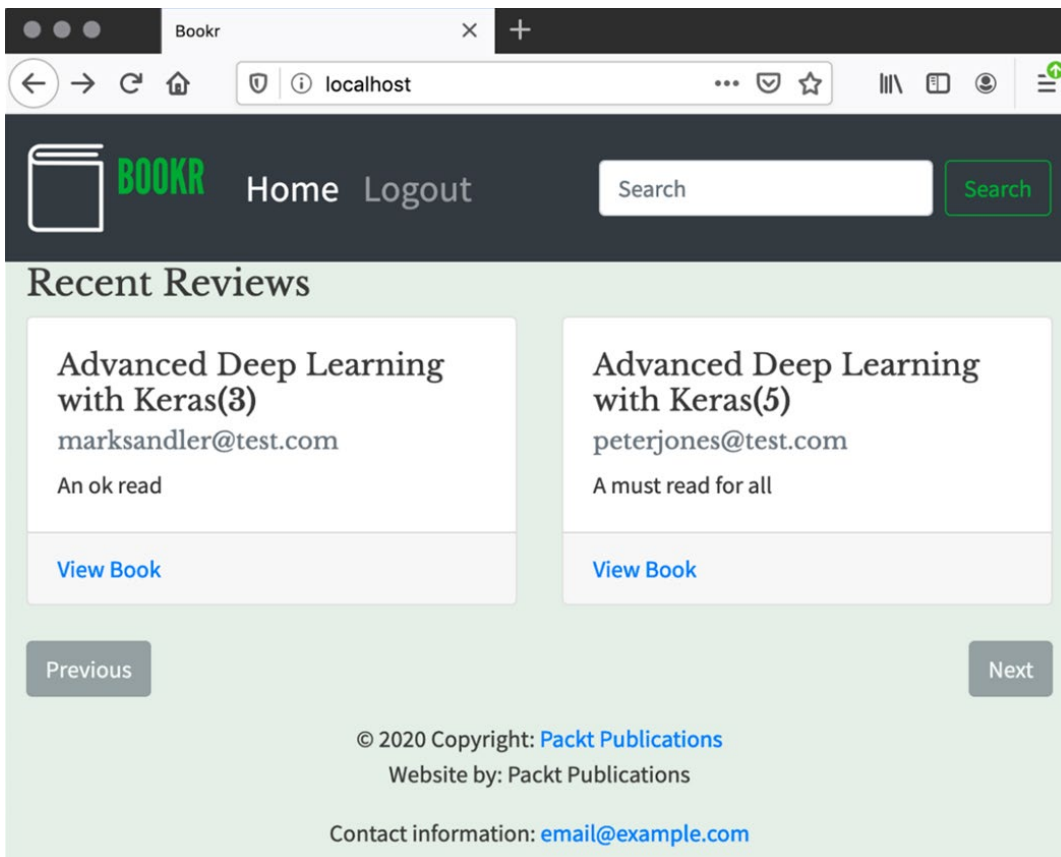 Bookr
localhost
BOOKR Home Logout Search Search
Recent Reviews
Advanced Deep Learning
with Keras(3)
marksandler@test.com
An ok read
View Book
Advanced Deep Learning
with Keras(5)
peterjones@test.com
A must read for all
View Book
Previous
Next
© 2020 Copyright: Packt Publications
Website by: Packt Publications
Contact information: email@example.com